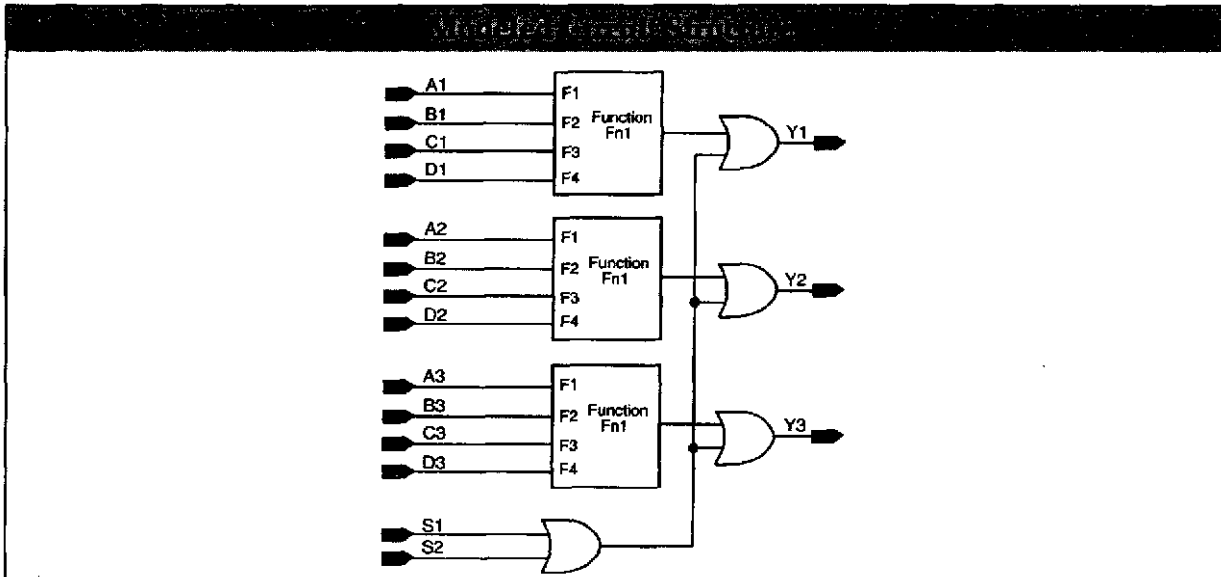 A1
B1
C1
D1
F1
F2
F3
F4
Function
Fn1
Y1
A2
B2
C2
D2
F1
F2
F3
F4
Function
Fn1
Y2
A3
B3
C3
D3
F1
F2
F3
F4
Function
Fn1
Y3
S1
S2